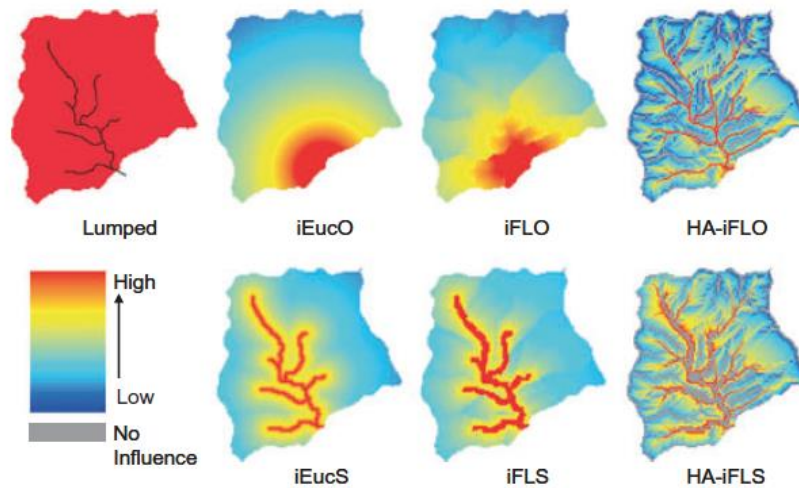 Lumped
iEucO
iFLO
HA-iFLO
High
Low
No
Influence
iEucS
iFLS
HA-iFLS